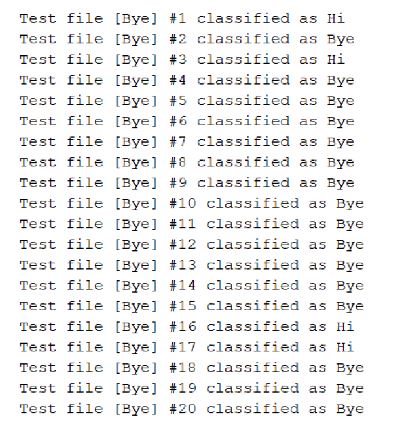 Test file [Bye] #1 classified as Hi
Test file [Bye] #2 classified as Bye
Test file [Bye] #3 classified as Hi
Test file [Bye] #4 classified as Bye
Test file [Bye] #5 classified as Bye
Test file [Bye] #6 classified as Bye
Test file [Bye] #7 classified as Bye
Test file [Bye] #8 classified as Bye
Test file [Bye] #9 classified as Bye
Test file [Bye] #10 classified as Bye
Test file [Bye] #11 classified as Bye
Test file [Bye] #12 classified as Bye
Test file [Bye] #13 classified as Bye
Test file [Bye] #14 classified as Bye
Test file [Bye] #15 classified as Bye
Test file [Bye] #16 classified as Hi
Test file [Bye] #17 classified as Hi
Test file [Bye] #18 classified as Bye
Test file [Bye] #19 classified as Bye
Test file [Bye] #20 classified as Bye